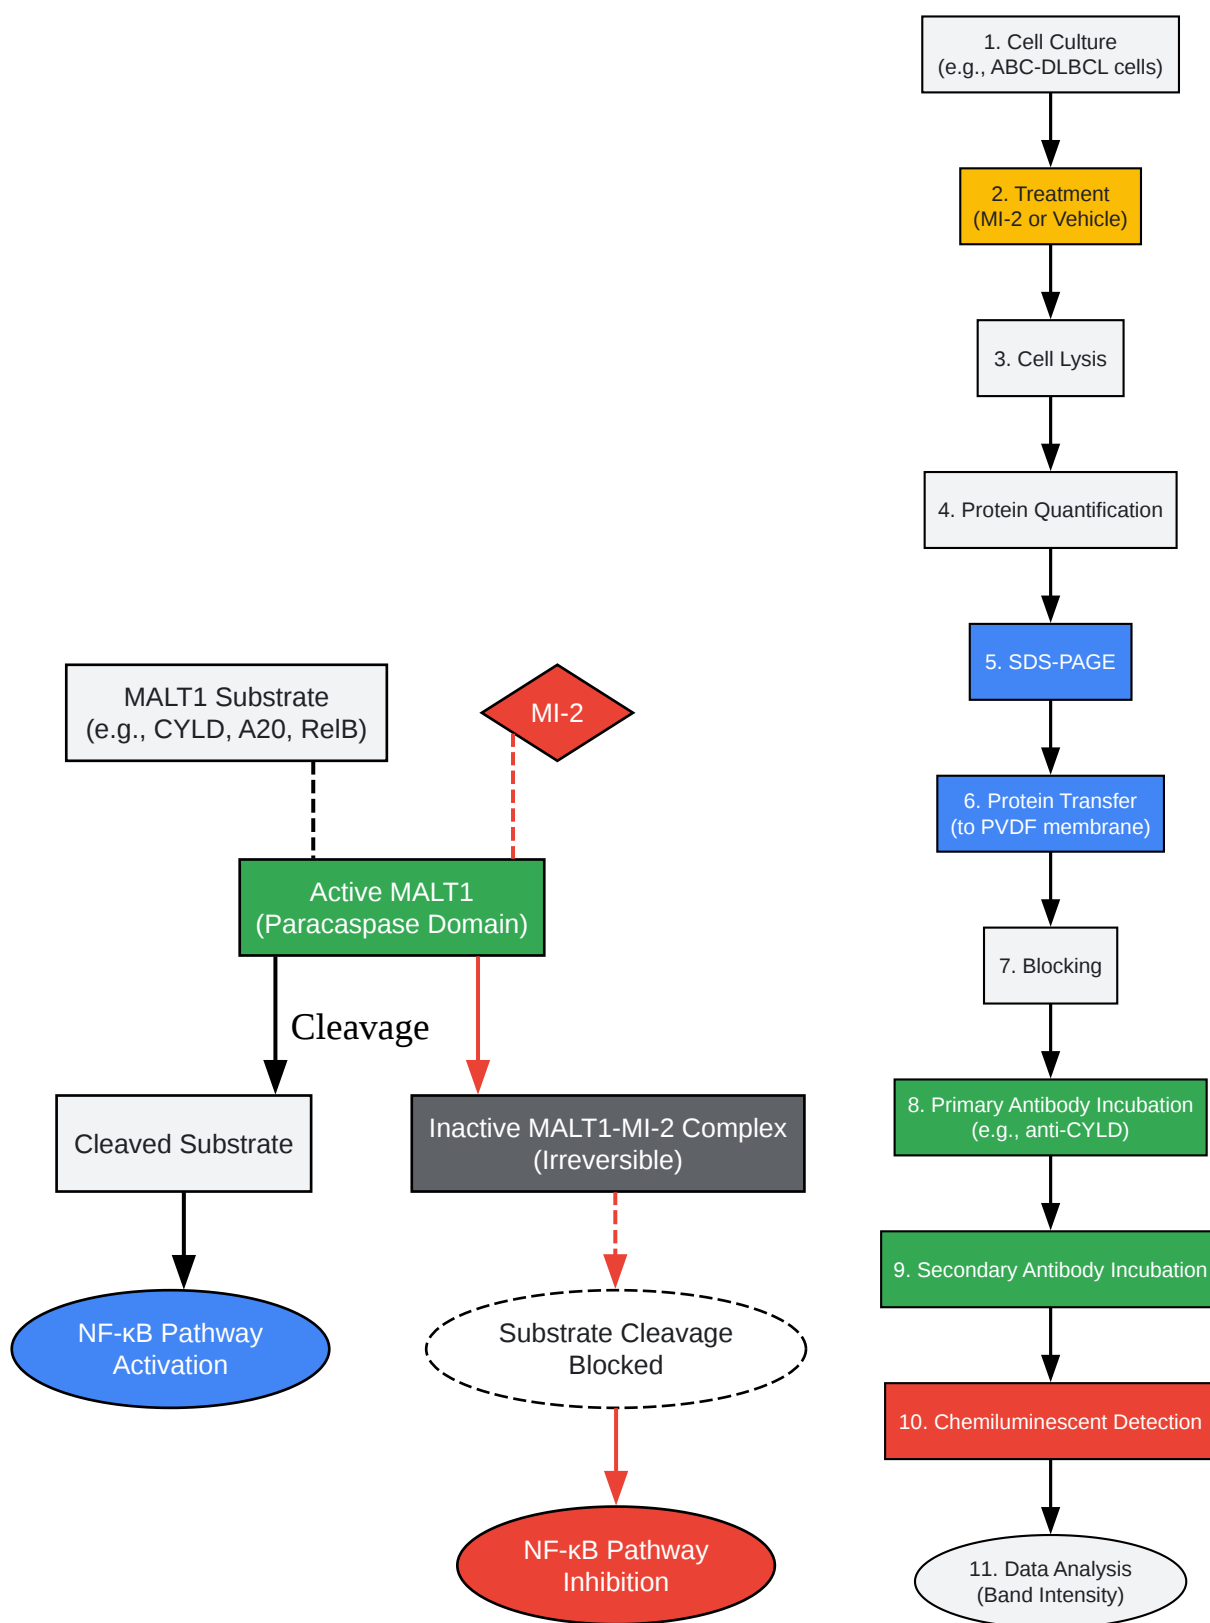 MALT1 Substrate
(e.g., CYLD, A20, RelB)
MI-2
Active MALT1
(Paracaspase Domain)
Cleavage
Cleaved Substrate
Inactive MALT1-MI-2 Complex
(Irreversible)
NF-κB Pathway
Activation
Substrate Cleavage
Blocked
NF-κB Pathway
Inhibition
1. Cell Culture
(e.g., ABC-DLBCL cells)
2. Treatment
(MI-2 or Vehicle)
3. Cell Lysis
4. Protein Quantification
5. SDS-PAGE
6. Protein Transfer
(to PVDF membrane)
7. Blocking
8. Primary Antibody Incubation
(e.g., anti-CYLD)
9. Secondary Antibody Incubation
10. Chemiluminescent Detection
11. Data Analysis
(Band Intensity)